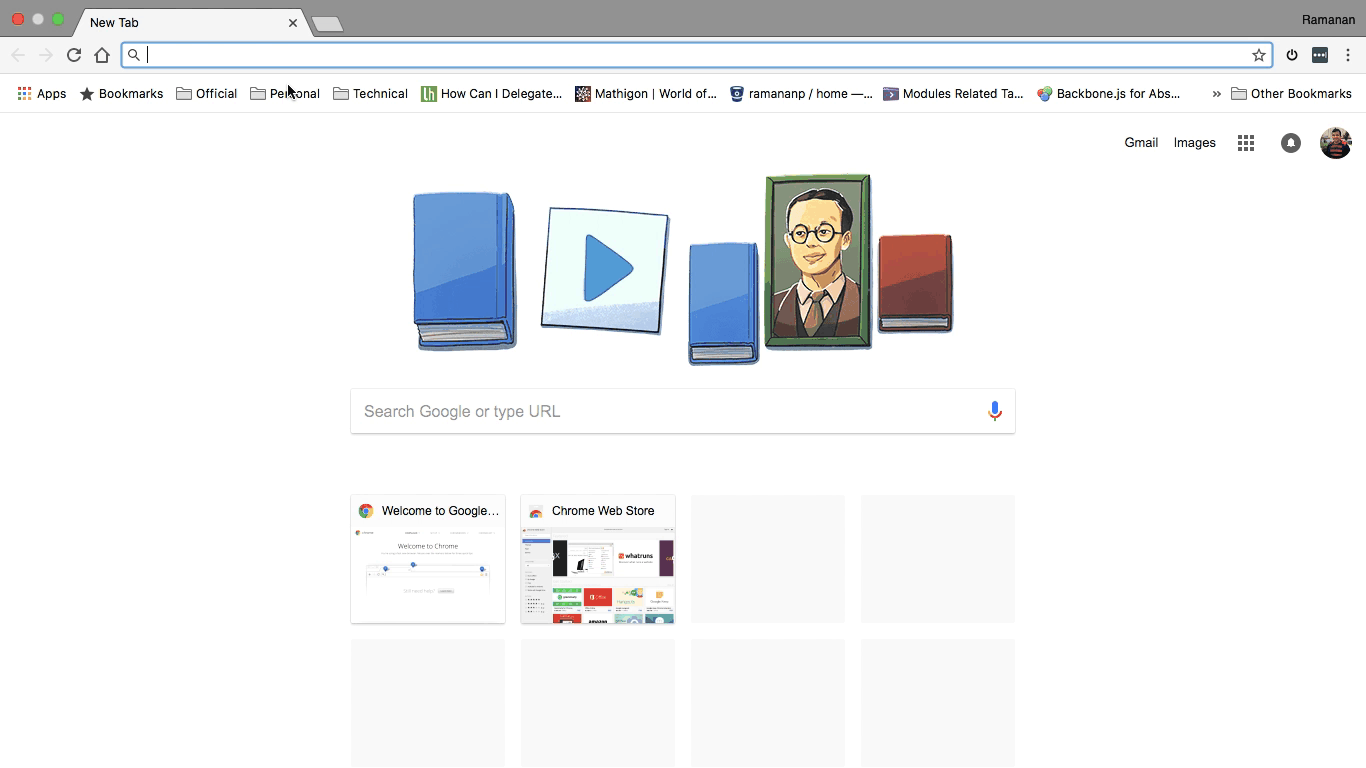 New Tab
Ramanan
Apps Bookmarks Official Personal Technical How Can I Delegate... Mathigon | World of... ramananp / home —... Modules Related Ta... Backbone.js for Abs... » Other Bookmarks
Gmail Images
Search Google or type URL
Welcome to Google... Chrome Web Store
Welcome to Chrome
whatruns
Office
amazon